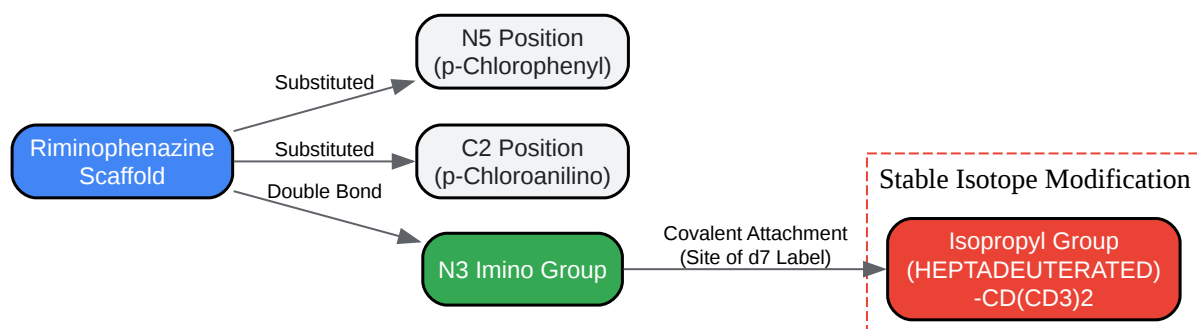 N5 Position
(p-Chlorophenyl)
Substituted
Riminophenazine
Scaffold
Substituted
C2 Position
(p-Chloroanilino)
Double Bond
N3 Imino Group
Covalent Attachment
(Site of d7 Label)
Stable Isotope Modification
Isopropyl Group
(HEPTADEUTERATED)
-CD(CD3)2